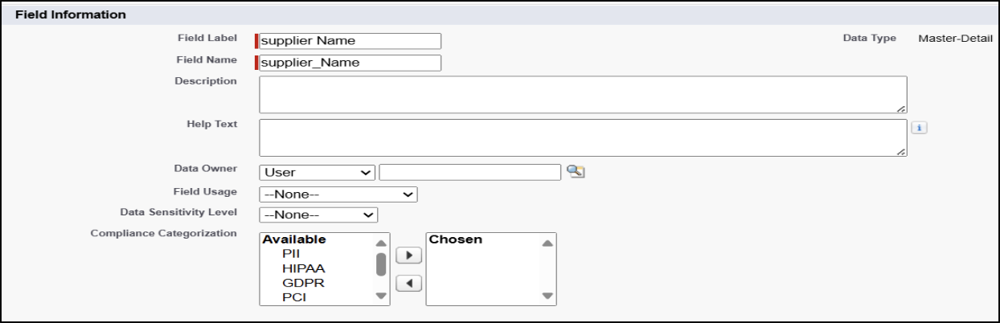 Field Information
Field Label supplier Name Data Type Master-Detail
Field Name supplier_Name
Description
Help Text
Data Owner User
Field Usage --None--
Data Sensitivity Level --None--
Compliance Categorization Available Chosen
PII
HIPAA
GDPR
PCI